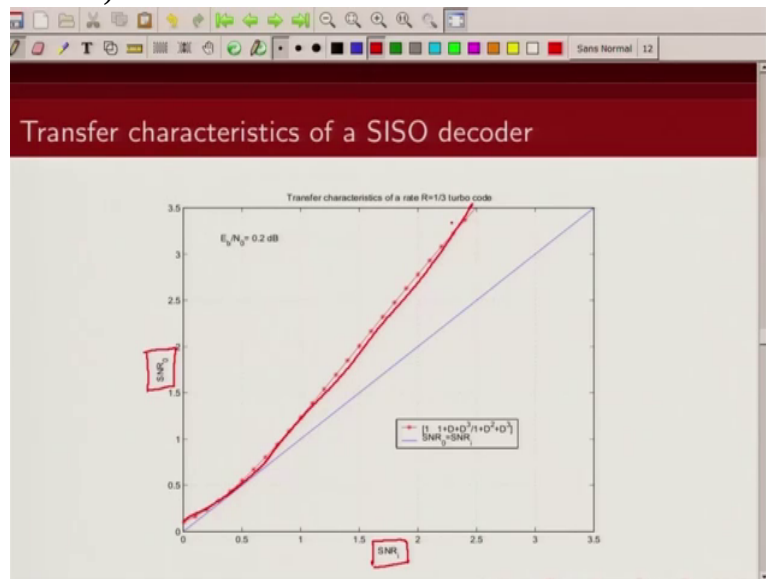 Sans Normal 12
Transfer characteristics of a SISO decoder
Transfer characteristics of a rate R=1/3 turbo code
3.5
E_b/N_0= 0.2 dB
3
2.5
2
SNR_0
1.5
[1 1+D+D^3/1+D^2+D^3]
SNR_0=SNR_i
1
0.5
0
0 0.5 1 1.5 2 2.5 3 3.5
SNR_i